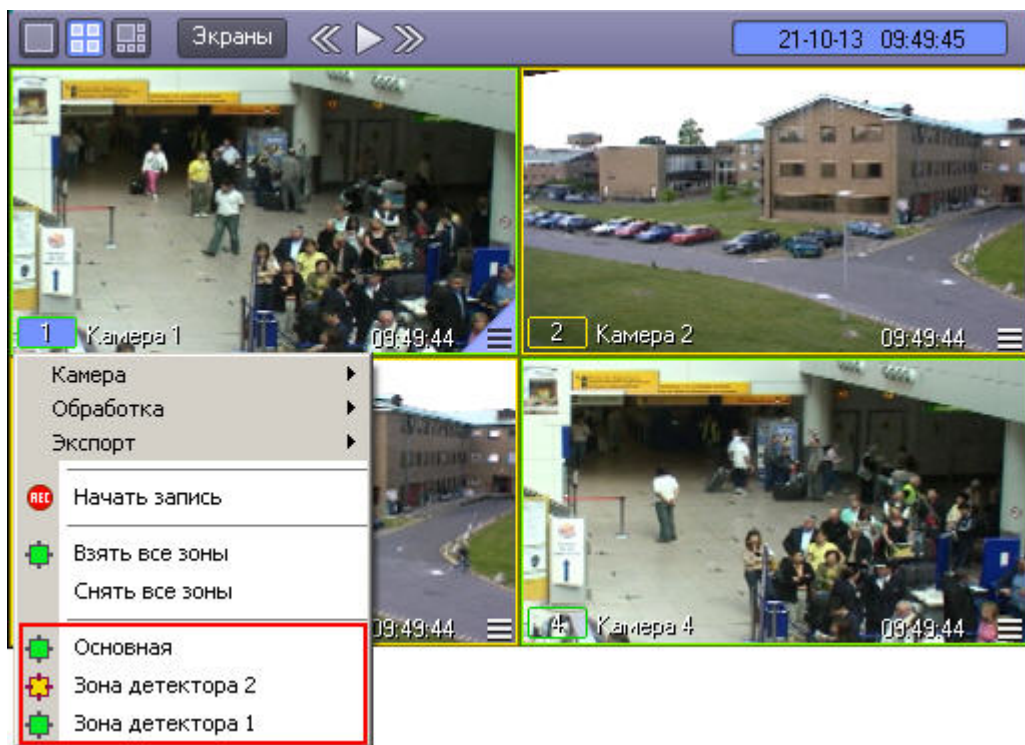 Экраны
21-10-13 09:49:45
1 Камера 1 09:49:44
2 Камера 2 09:49:44
Камера
Обработка
Экспорт
REC Начать запись
Взять все зоны
Снять все зоны
Основная
Зона детектора 2
Зона детектора 1
09:49:44
4 Камера 4 09:49:44